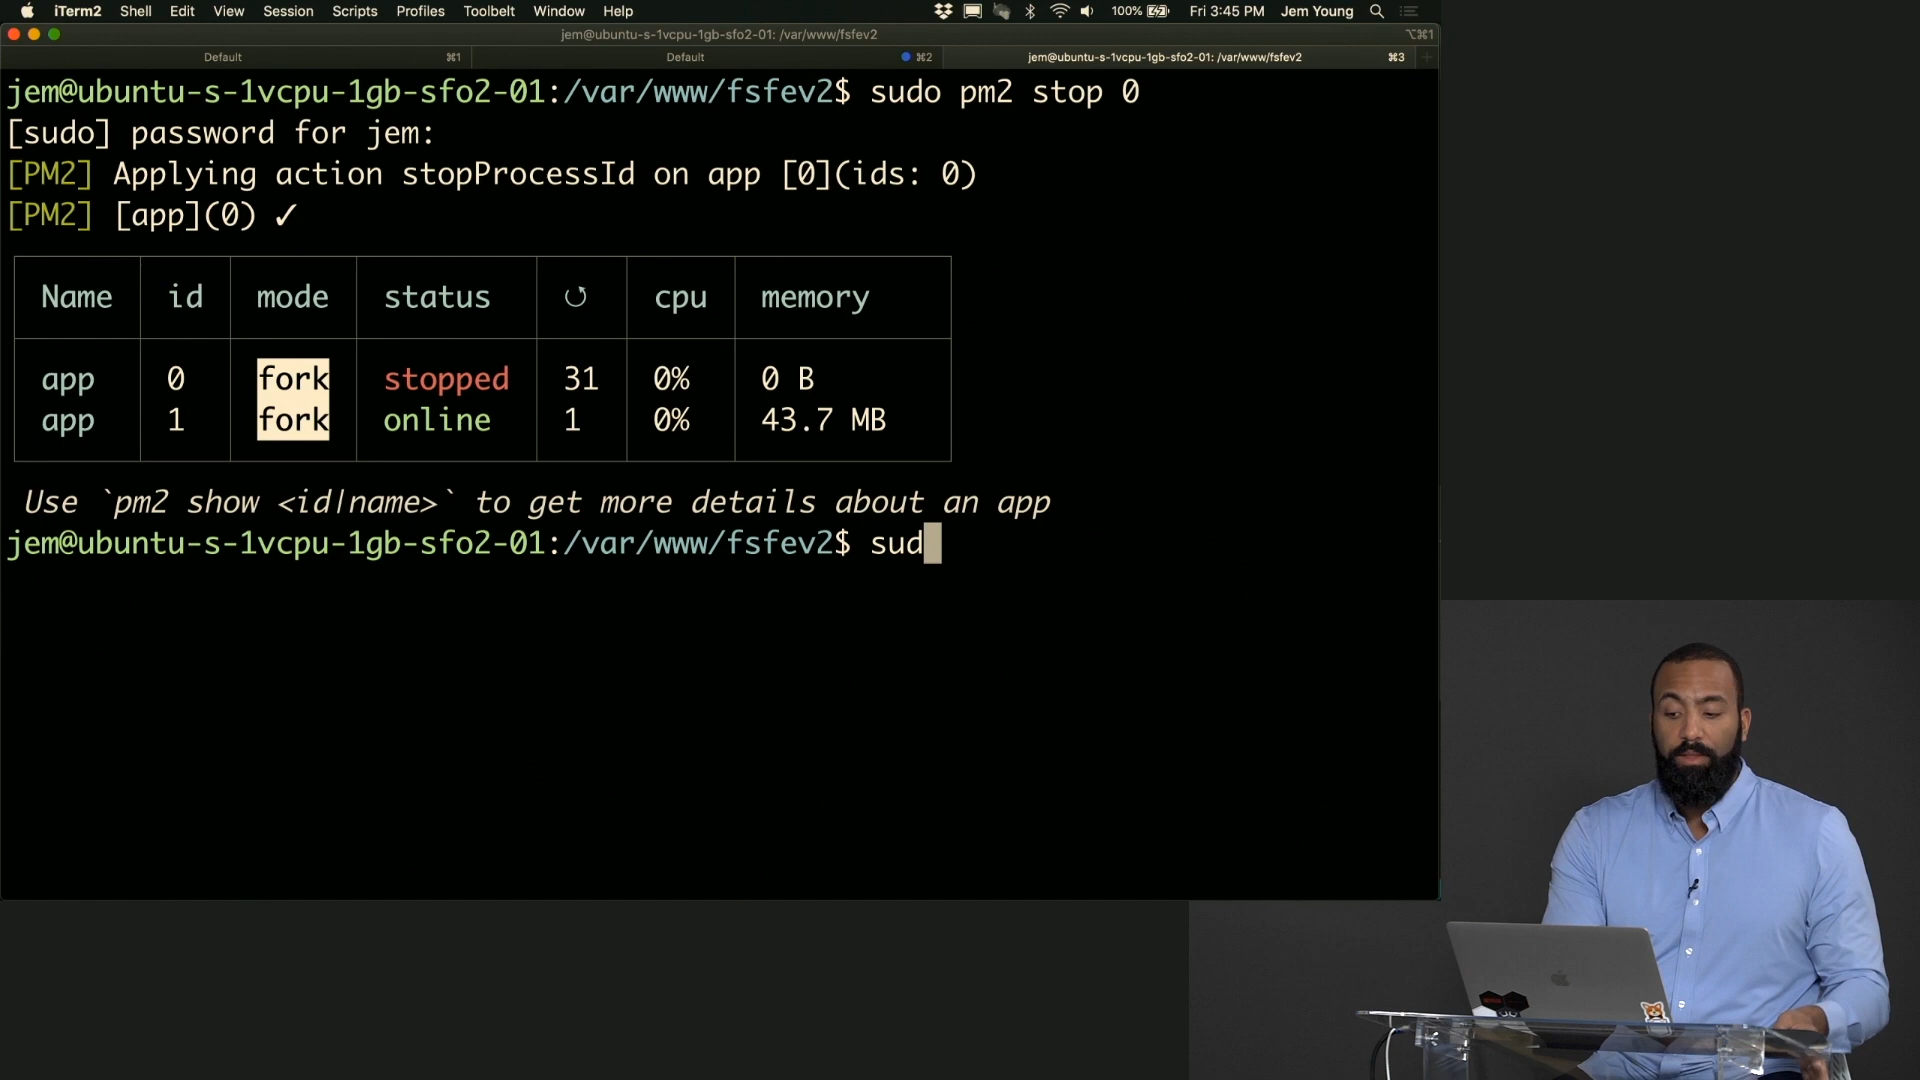 iTerm2 Shell Edit View Session Scripts Profiles Toolbelt Window Help 100% Fri 3:45 PM Jem Young
jem@ubuntu-s-1vcpu-1gb-sfo2-01: /var/www/fsfev2 ⌥⌘1
Default ⌘1 Default ⌘2 jem@ubuntu-s-1vcpu-1gb-sfo2-01: /var/www/fsfev2 ⌘3
jem@ubuntu-s-1vcpu-1gb-sfo2-01:/var/www/fsfev2$ sudo pm2 stop 0
[sudo] password for jem:
[PM2] Applying action stopProcessId on app [0](ids: 0)
[PM2] [app](0) ✓
Name id mode status ↺ cpu memory
app 0 fork stopped 31 0% 0 B
app 1 fork online 1 0% 43.7 MB
Use `pm2 show <id|name>` to get more details about an app
jem@ubuntu-s-1vcpu-1gb-sfo2-01:/var/www/fsfev2$ sud